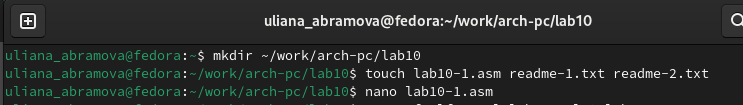 uliana_abramova@fedora:~/work/arch-pc/lab10
uliana_abramova@fedora:~$ mkdir ~/work/arch-pc/lab10
uliana_abramova@fedora:~/work/arch-pc/lab10$ touch lab10-1.asm readme-1.txt readme-2.txt
uliana_abramova@fedora:~/work/arch-pc/lab10$ nano lab10-1.asm